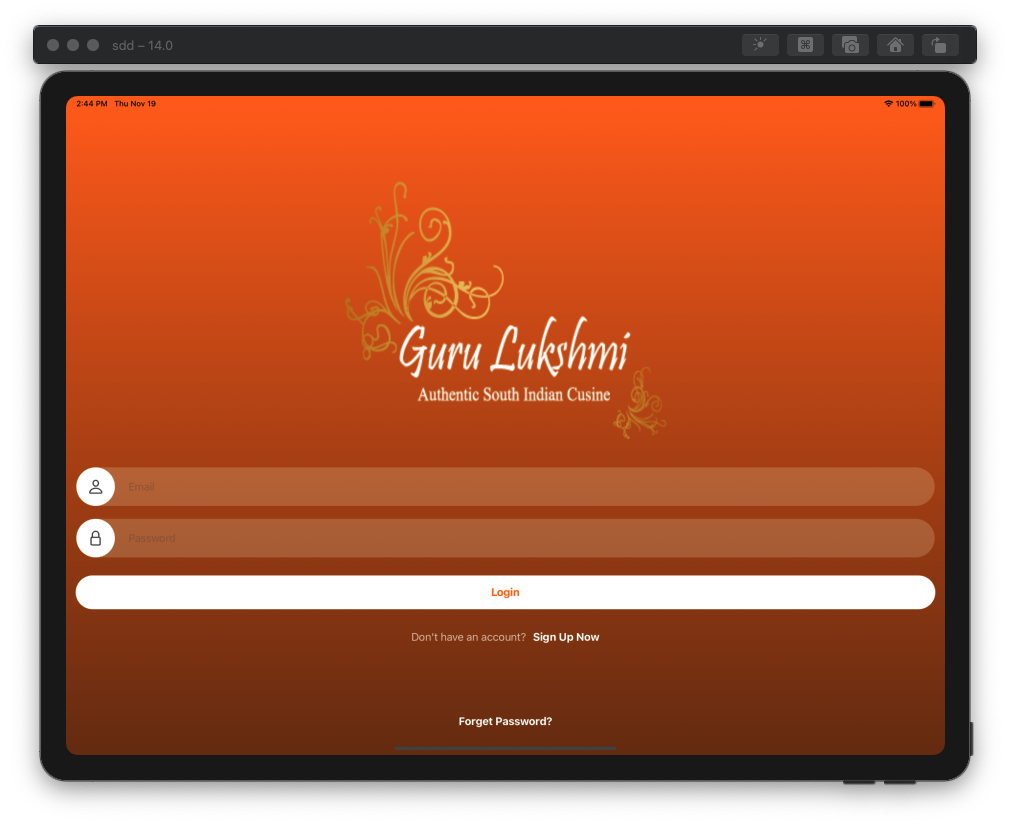 sdd – 14.0
2:44 PM Thu Nov 19
100%
Guru Lukshmi
Authentic South Indian Cusine
Email
Password
Login
Don't have an account? Sign Up Now
Forget Password?